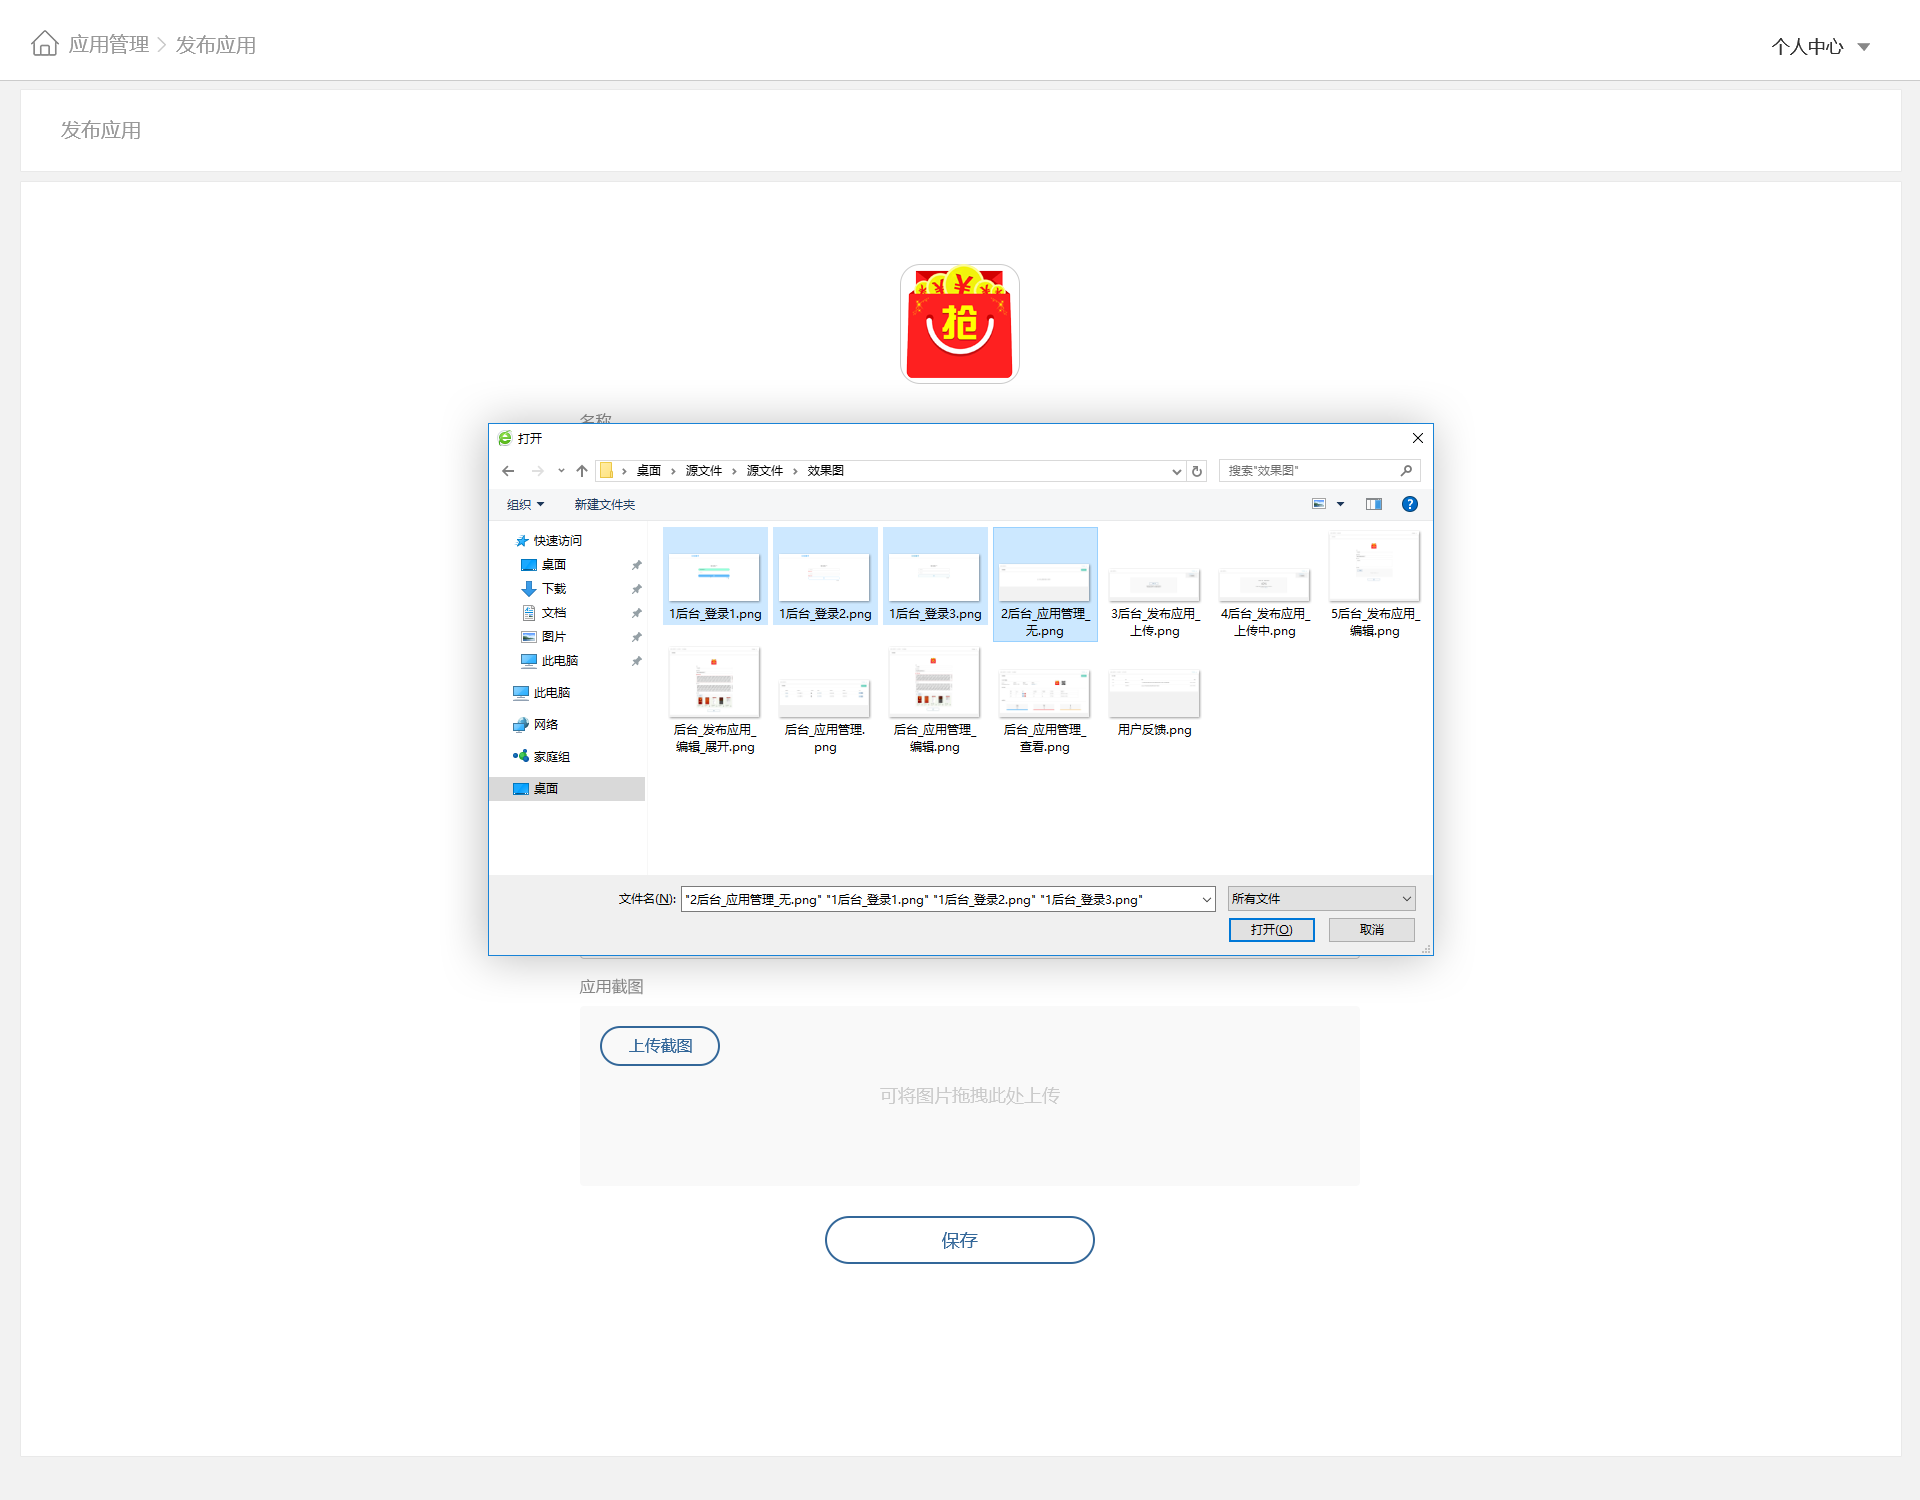 应用管理 > 发布应用
个人中心
发布应用
抢
名称
打开
桌面 > 源文件 > 源文件 > 效果图
搜索"效果图"
组织
新建文件夹
快速访问
桌面
下载
文档
图片
此电脑
此电脑
网络
家庭组
桌面
1后台_登录1.png
1后台_登录2.png
1后台_登录3.png
2后台_应用管理_
无.png
3后台_发布应用_
上传.png
4后台_发布应用_
上传中.png
5后台_发布应用_
编辑.png
后台_发布应用_
编辑_展开.png
后台_应用管理.
png
后台_应用管理_
编辑.png
后台_应用管理_
查看.png
用户反馈.png
文件名(N):
"2后台_应用管理_无.png" "1后台_登录1.png" "1后台_登录2.png" "1后台_登录3.png"
所有文件
打开(O)
取消
应用截图
上传截图
可将图片拖拽此处上传
保存